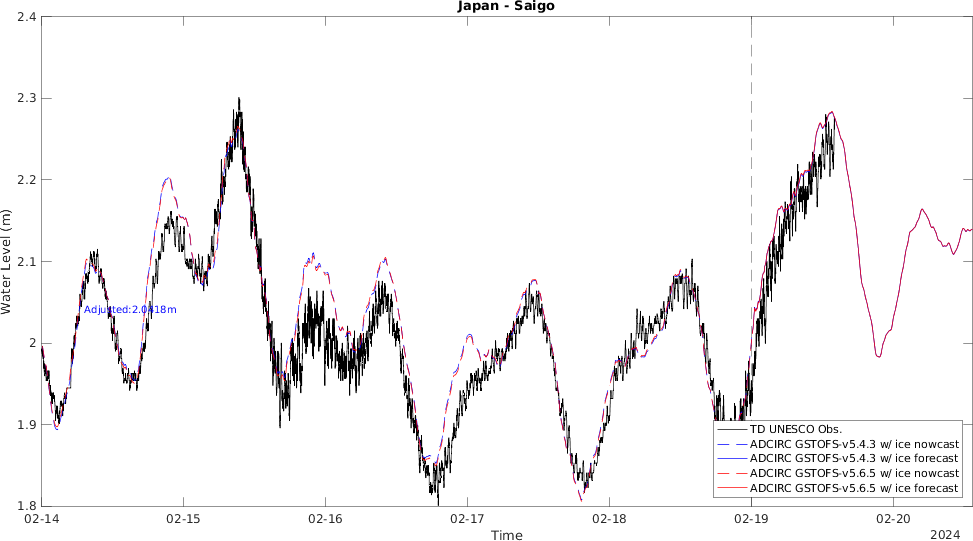 Japan - Saigo
Water Level (m)
2.4
2.3
2.2
2.1
2
1.9
1.8
Adjusted:2.0418m
TD UNESCO Obs.
ADCIRC GSTOFS-v5.4.3 w/ ice nowcast
ADCIRC GSTOFS-v5.4.3 w/ ice forecast
ADCIRC GSTOFS-v5.6.5 w/ ice nowcast
ADCIRC GSTOFS-v5.6.5 w/ ice forecast
02-14 02-15 02-16 02-17 02-18 02-19 02-20
Time
2024